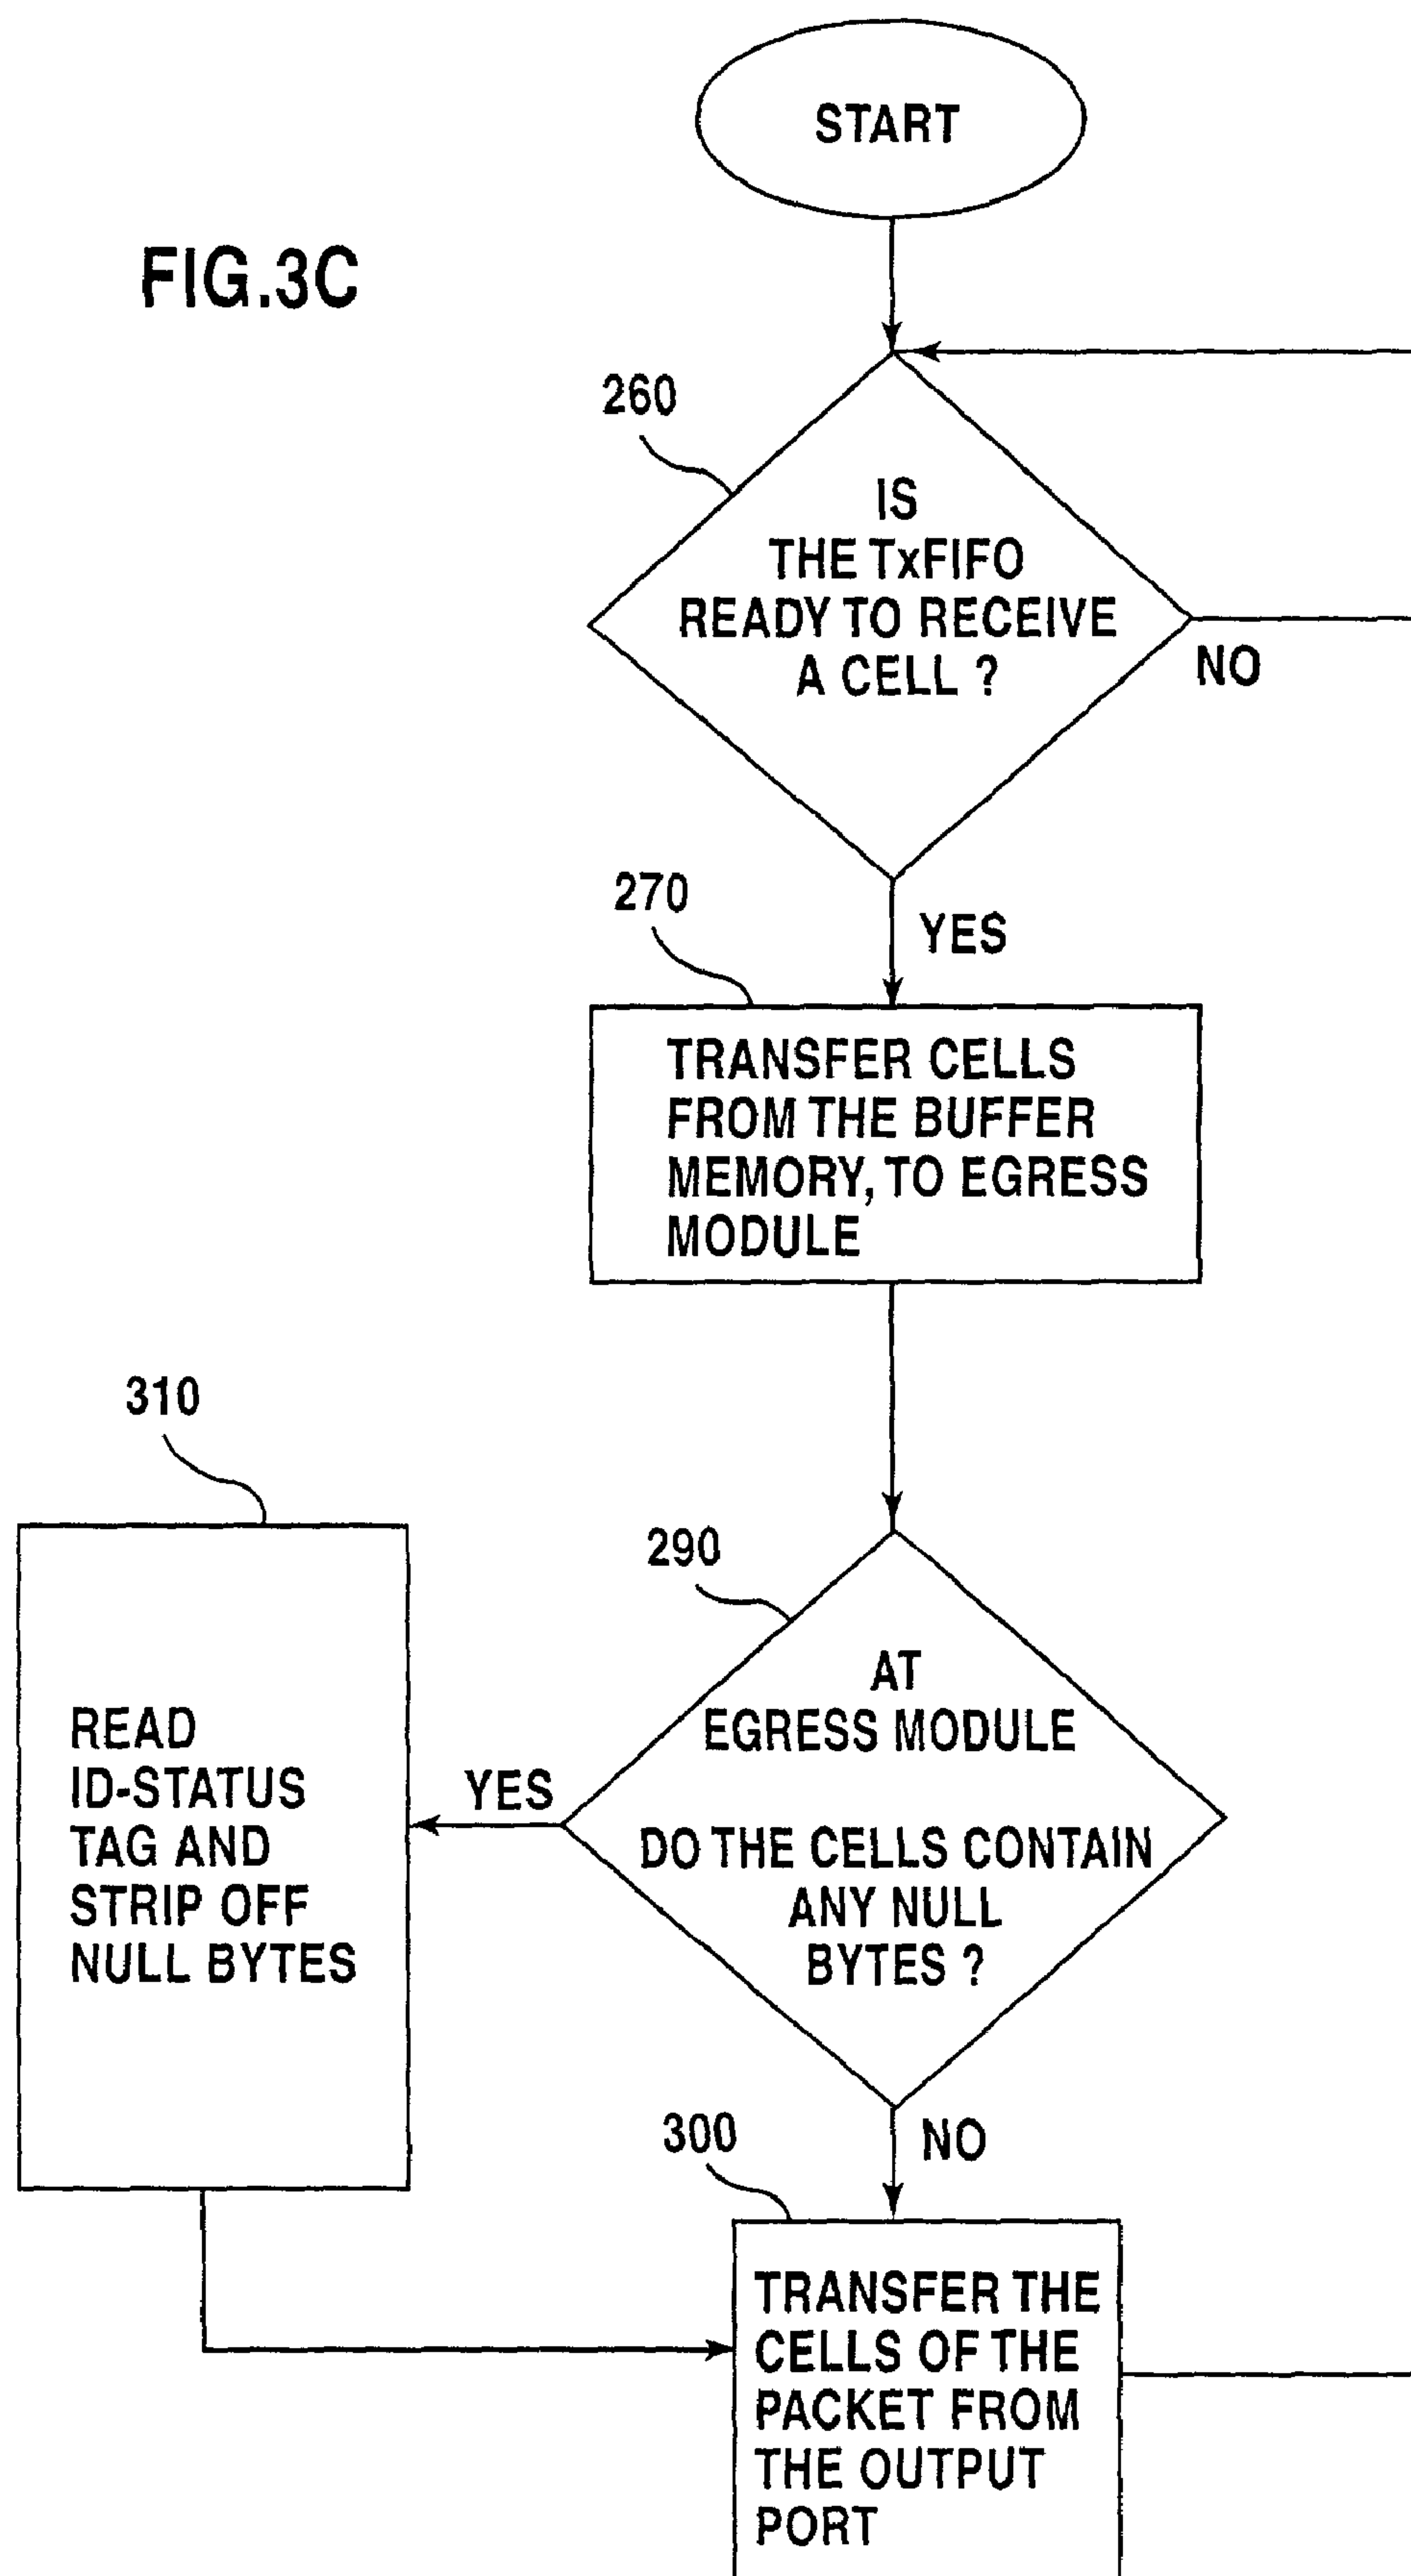 START
FIG.3C
260
IS
THE TxFIFO
READY TO RECEIVE
A CELL ?
NO
270
YES
TRANSFER CELLS
FROM THE BUFFER
MEMORY, TO EGRESS
MODULE
310
290
AT
EGRESS MODULE
DO THE CELLS CONTAIN
ANY NULL
BYTES ?
YES
READ
ID-STATUS
TAG AND
STRIP OFF
NULL BYTES
300
NO
TRANSFER THE
CELLS OF THE
PACKET FROM
THE OUTPUT
PORT